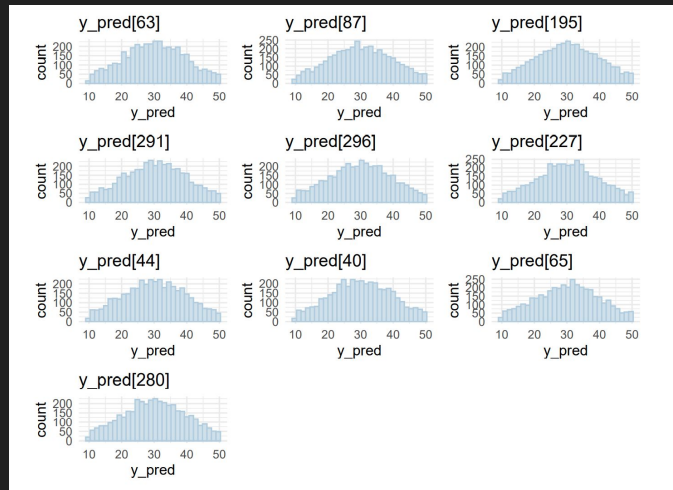 y_pred[63]
count
200
150
100
50
0
10 20 30 40 50
y_pred
y_pred[87]
count
250
200
150
100
50
0
10 20 30 40 50
y_pred
y_pred[195]
count
200
150
100
50
0
10 20 30 40 50
y_pred
y_pred[291]
count
200
150
100
50
0
10 20 30 40 50
y_pred
y_pred[296]
count
200
150
100
50
0
10 20 30 40 50
y_pred
y_pred[227]
count
250
200
150
100
50
0
10 20 30 40 50
y_pred
y_pred[44]
count
200
150
100
50
0
10 20 30 40 50
y_pred
y_pred[40]
count
200
150
100
50
0
10 20 30 40 50
y_pred
y_pred[65]
count
250
200
150
100
50
0
10 20 30 40 50
y_pred
y_pred[280]
count
200
150
100
50
0
10 20 30 40 50
y_pred